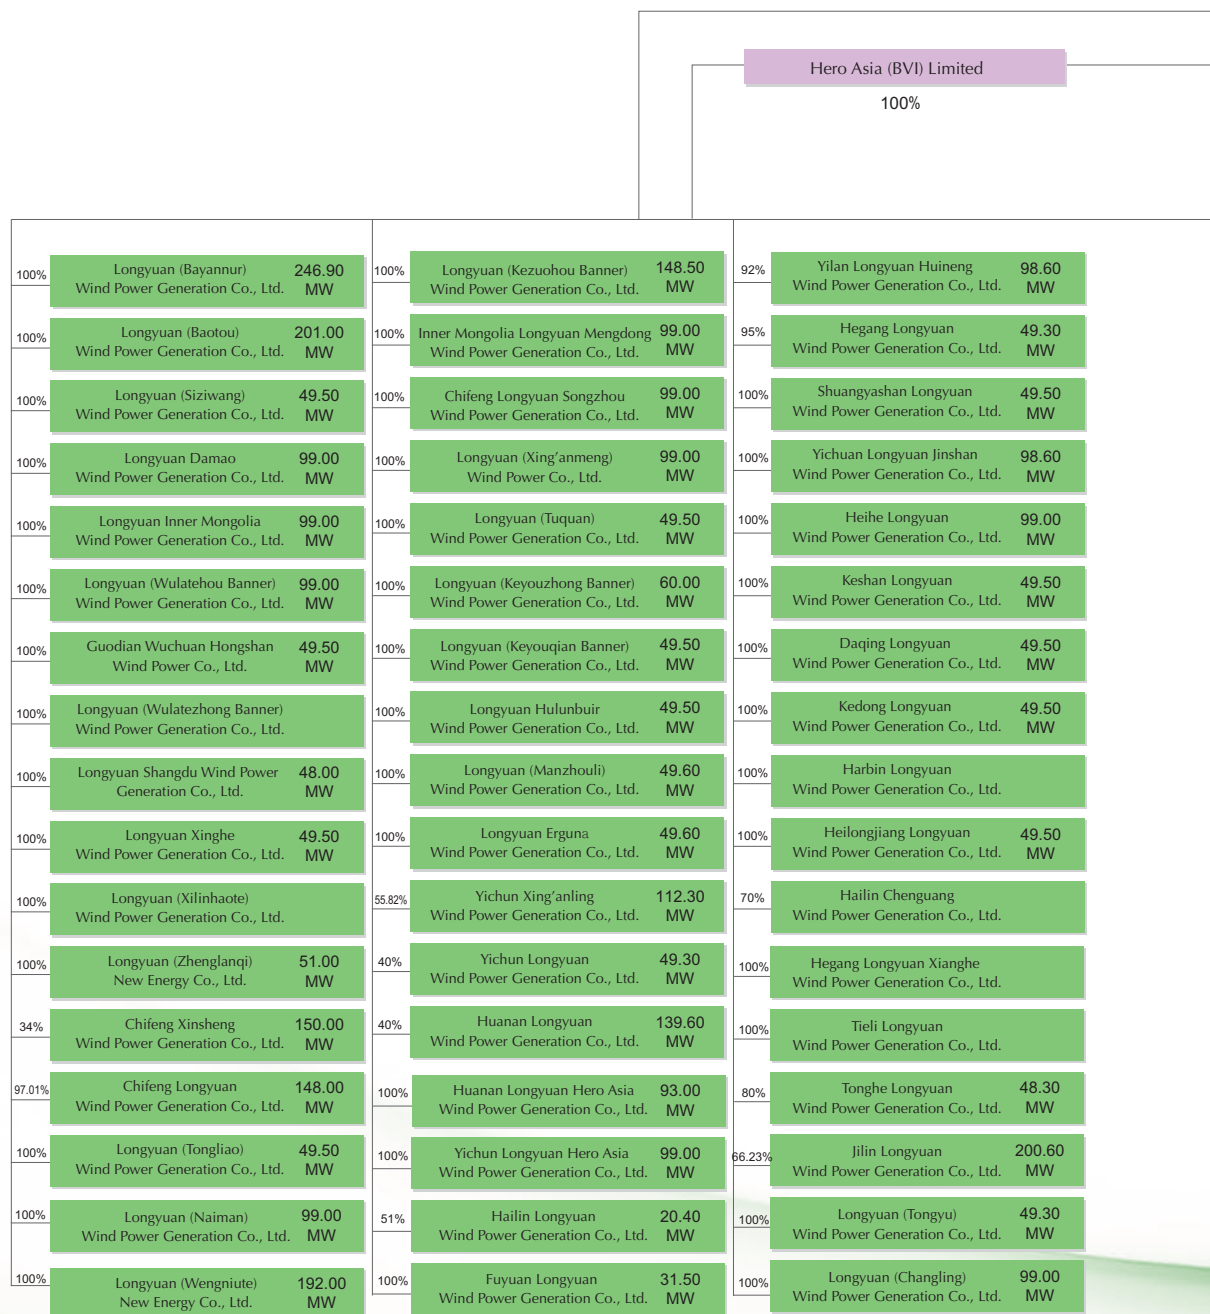 Hero Asia (BVI) Limited
100%
100%
Longyuan (Bayannur) 246.90
Wind Power Generation Co., Ltd. MW
100%
Longyuan (Baotou) 201.00
Wind Power Generation Co., Ltd. MW
100%
Longyuan (Siziwang) 49.50
Wind Power Generation Co., Ltd. MW
100%
Longyuan Damao 99.00
Wind Power Generation Co., Ltd. MW
100%
Longyuan Inner Mongolia 99.00
Wind Power Generation Co., Ltd. MW
100%
Longyuan (Wulatehou Banner) 99.00
Wind Power Generation Co., Ltd. MW
100%
Guodian Wuchuan Hongshan 49.50
Wind Power Co., Ltd. MW
100%
Longyuan (Wulatezhong Banner)
Wind Power Generation Co., Ltd.
100%
Longyuan Shangdu Wind Power 48.00
Generation Co., Ltd. MW
100%
Longyuan Xinghe 49.50
Wind Power Generation Co., Ltd. MW
100%
Longyuan (Xilinhaote)
Wind Power Generation Co., Ltd.
100%
Longyuan (Zhenglanqi) 51.00
New Energy Co., Ltd. MW
34%
Chifeng Xinsheng 150.00
Wind Power Generation Co., Ltd. MW
97.01%
Chifeng Longyuan 148.00
Wind Power Generation Co., Ltd. MW
100%
Longyuan (Tongliao) 49.50
Wind Power Generation Co., Ltd. MW
100%
Longyuan (Naiman) 99.00
Wind Power Generation Co., Ltd. MW
100%
Longyuan (Wengniute) 192.00
New Energy Co., Ltd. MW
100%
Longyuan (Kezuohou Banner) 148.50
Wind Power Generation Co., Ltd. MW
100%
Inner Mongolia Longyuan Mengdong 99.00
Wind Power Generation Co., Ltd. MW
100%
Chifeng Longyuan Songzhou 99.00
Wind Power Generation Co., Ltd. MW
100%
Longyuan (Xing'anmeng) 99.00
Wind Power Co., Ltd. MW
100%
Longyuan (Tuquan) 49.50
Wind Power Generation Co., Ltd. MW
100%
Longyuan (Keyouzhong Banner) 60.00
Wind Power Generation Co., Ltd. MW
100%
Longyuan (Keyouqian Banner) 49.50
Wind Power Generation Co., Ltd. MW
100%
Longyuan Hulunbuir 49.50
Wind Power Generation Co., Ltd. MW
100%
Longyuan (Manzhouli) 49.60
Wind Power Generation Co., Ltd. MW
100%
Longyuan Erguna 49.60
Wind Power Generation Co., Ltd. MW
55.82%
Yichun Xing'anling 112.30
Wind Power Generation Co., Ltd. MW
40%
Yichun Longyuan 49.30
Wind Power Generation Co., Ltd. MW
40%
Huanan Longyuan 139.60
Wind Power Generation Co., Ltd. MW
100%
Huanan Longyuan Hero Asia 93.00
Wind Power Generation Co., Ltd. MW
100%
Yichun Longyuan Hero Asia 99.00
Wind Power Generation Co., Ltd. MW
51%
Hailin Longyuan 20.40
Wind Power Generation Co., Ltd. MW
100%
Fuyuan Longyuan 31.50
Wind Power Generation Co., Ltd. MW
92%
Yilan Longyuan Huineng 98.60
Wind Power Generation Co., Ltd. MW
95%
Hegang Longyuan 49.30
Wind Power Generation Co., Ltd. MW
100%
Shuangyashan Longyuan 49.50
Wind Power Generation Co., Ltd. MW
100%
Yichuan Longyuan Jinshan 98.60
Wind Power Generation Co., Ltd. MW
100%
Heihe Longyuan 99.00
Wind Power Generation Co., Ltd. MW
100%
Keshan Longyuan 49.50
Wind Power Generation Co., Ltd. MW
100%
Daqing Longyuan 49.50
Wind Power Generation Co., Ltd. MW
100%
Kedong Longyuan 49.50
Wind Power Generation Co., Ltd. MW
100%
Harbin Longyuan
Wind Power Generation Co., Ltd.
100%
Heilongjiang Longyuan 49.50
Wind Power Generation Co., Ltd. MW
70%
Hailin Chenguang
Wind Power Generation Co., Ltd.
100%
Hegang Longyuan Xianghe
Wind Power Generation Co., Ltd.
100%
Tieli Longyuan
Wind Power Generation Co., Ltd.
80%
Tonghe Longyuan 48.30
Wind Power Generation Co., Ltd. MW
66.23%
Jilin Longyuan 200.60
Wind Power Generation Co., Ltd. MW
100%
Longyuan (Tongyu) 49.30
Wind Power Generation Co., Ltd. MW
100%
Longyuan (Changling) 99.00
Wind Power Generation Co., Ltd. MW